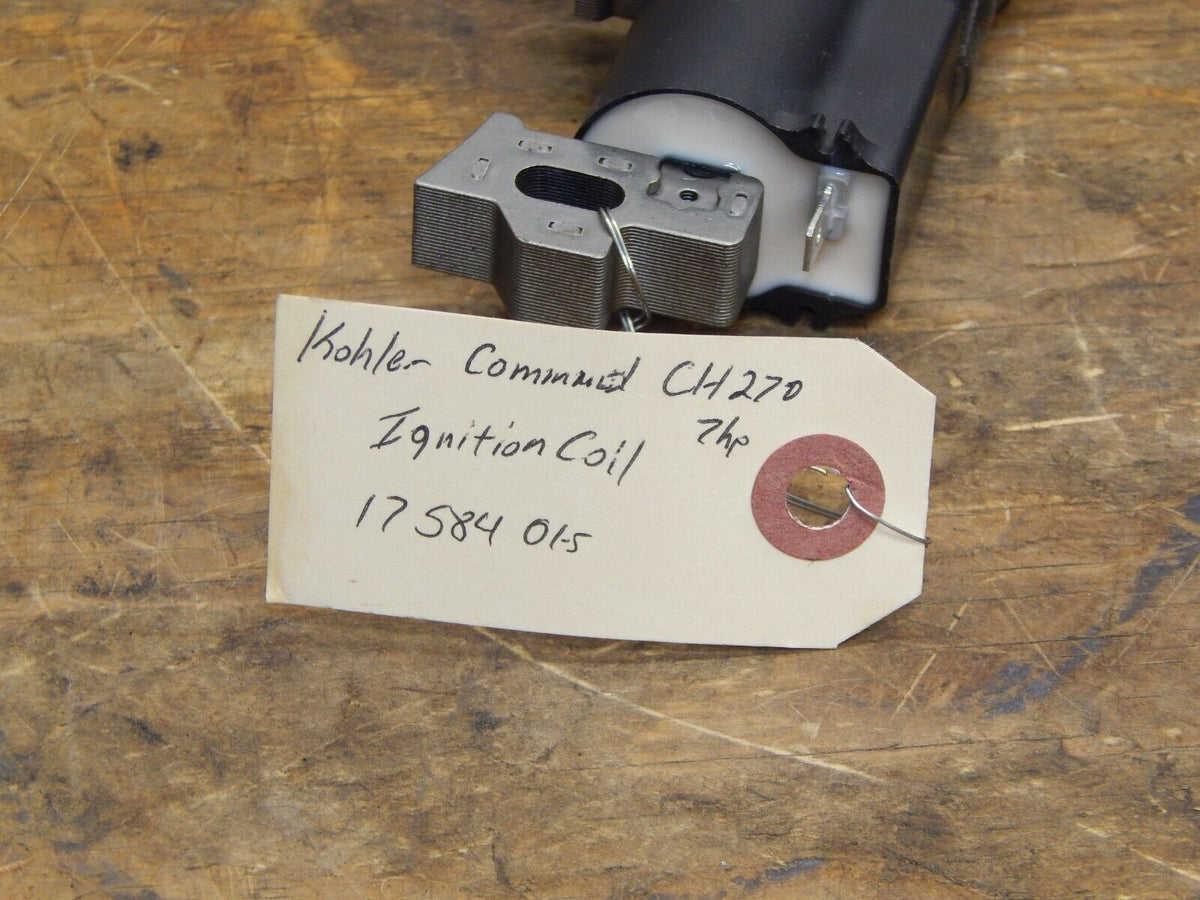 Kohler Command CH270
7hp
Ignition Coil
17 584 01-s